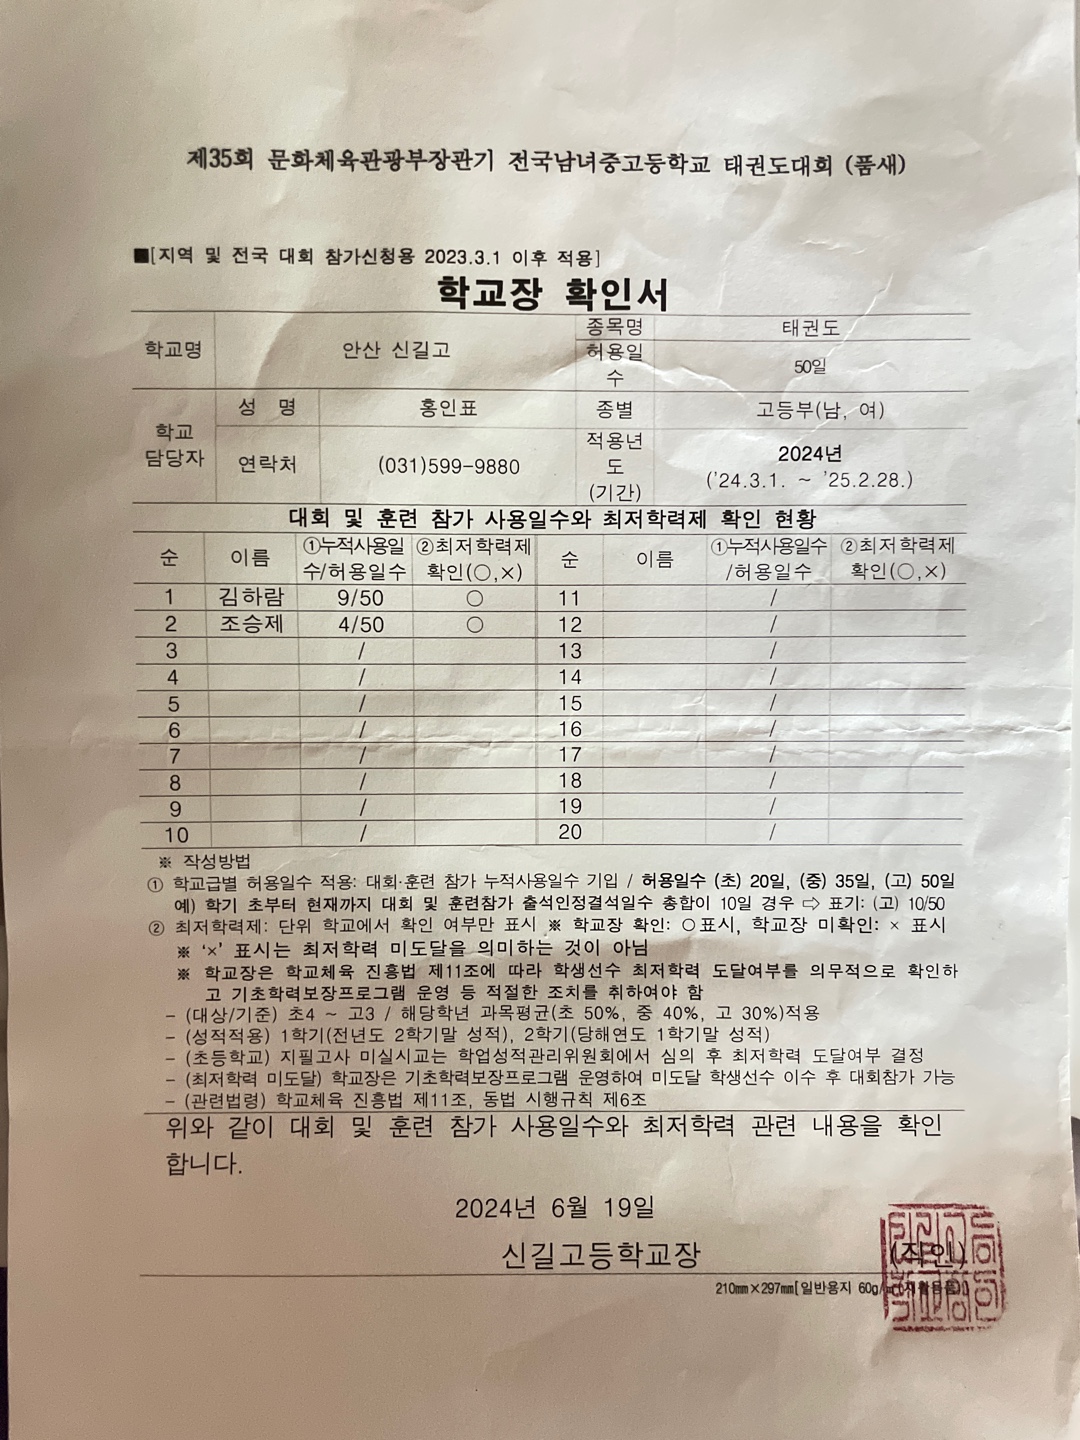 제35회 문화체육관광부장관기 전국남녀중고등학교 태권도대회 (품새)
■[지역 및 전국 대회 참가신청용 2023.3.1 이후 적용]
학교장 확인서
학교명 안산 신길고 종목명 태권도
허용일수 50일
학교 담당자 성 명 홍인표 종별 고등부(남, 여)
연락처 (031)599-9880 적용년도 (기간) 2024년 ('24.3.1. ~ '25.2.28.)
대회 및 훈련 참가 사용일수와 최저학력제 확인 현황
순 이름 ①누적사용일수/허용일수 ②최저학력제 확인(○,×) 순 이름 ①누적사용일수/허용일수 ②최저학력제 확인(○,×)
1 김하람 9/50 ○ 11 /
2 조승제 4/50 ○ 12 /
3 / 13 /
4 / 14 /
5 / 15 /
6 / 16 /
7 / 17 /
8 / 18 /
9 / 19 /
10 / 20 /
※ 작성방법
① 학교급별 허용일수 적용: 대회·훈련 참가 누적사용일수 기입 / 허용일수 (초) 20일, (중) 35일, (고) 50일
예) 학기 초부터 현재까지 대회 및 훈련참가 출석인정결석일수 총합이 10일 경우 ⇨ 표기: (고) 10/50
② 최저학력제: 단위 학교에서 확인 여부만 표시 ※ 학교장 확인: ○표시, 학교장 미확인: × 표시
※ '×' 표시는 최저학력 미도달을 의미하는 것이 아님
※ 학교장은 학교체육 진흥법 제11조에 따라 학생선수 최저학력 도달여부를 의무적으로 확인하
고 기초학력보장프로그램 운영 등 적절한 조치를 취하여야 함
- (대상/기준) 초4 ~ 고3 / 해당학년 과목평균(초 50%, 중 40%, 고 30%)적용
- (성적적용) 1학기(전년도 2학기말 성적), 2학기(당해연도 1학기말 성적)
- (초등학교) 지필고사 미실시교는 학업성적관리위원회에서 심의 후 최저학력 도달여부 결정
- (최저학력 미도달) 학교장은 기초학력보장프로그램 운영하여 미도달 학생선수 이수 후 대회참가 가능
- (관련법령) 학교체육 진흥법 제11조, 동법 시행규칙 제6조
위와 같이 대회 및 훈련 참가 사용일수와 최저학력 관련 내용을 확인
합니다.
2024년 6월 19일
신길고등학교장 (직인)
210㎜×297㎜[일반용지 60g/㎡(재활용품)]